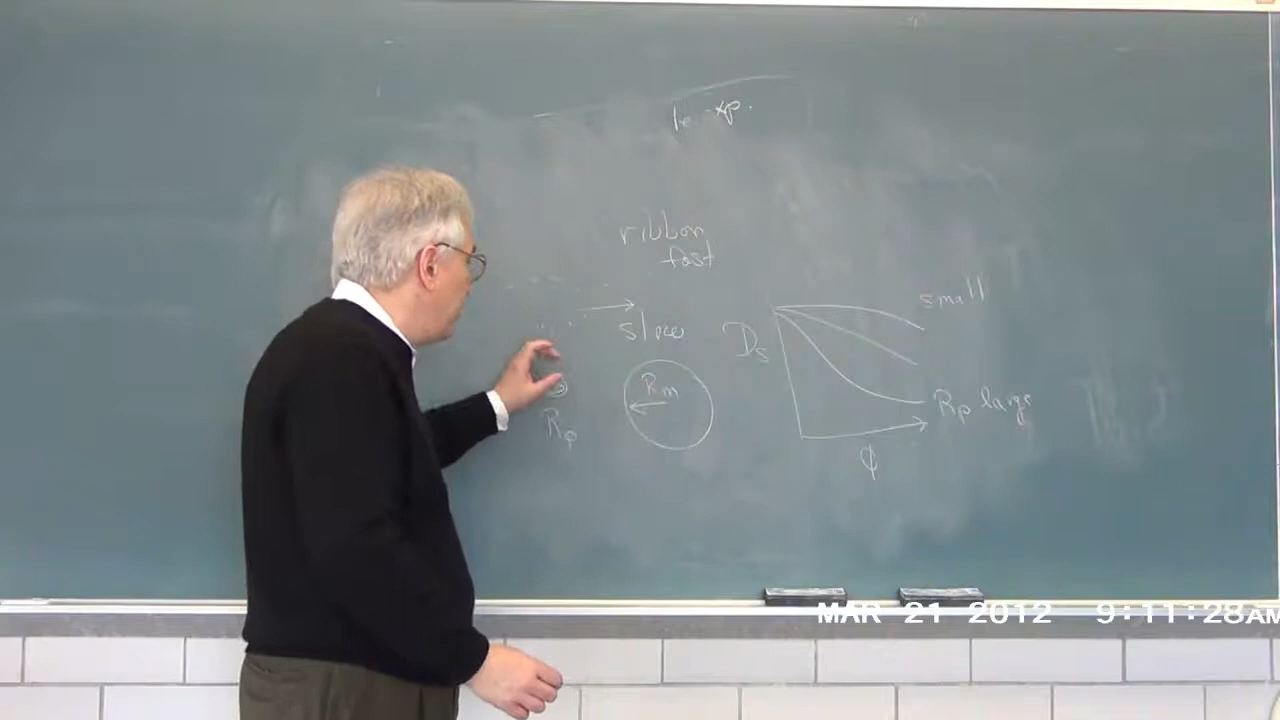 ribbon
fast
slow
small
Ds
Rm
Rp
Rp large
φ
MAR 21 2012 9:11:28AM